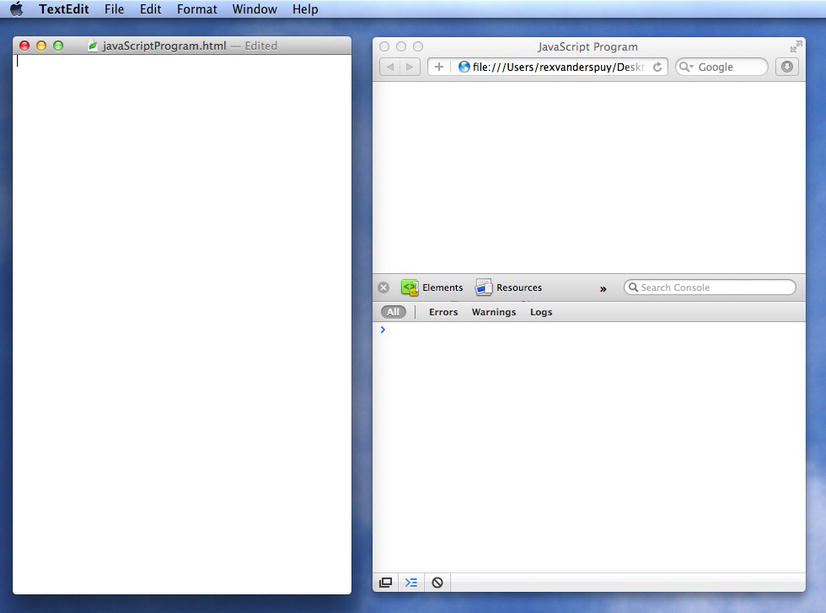 TextEdit File Edit Format Window Help
javaScriptProgram.html — Edited
JavaScript Program
file:///Users/rexvanderspuy/Deskt
Google
Elements Resources » Search Console
All Errors Warnings Logs